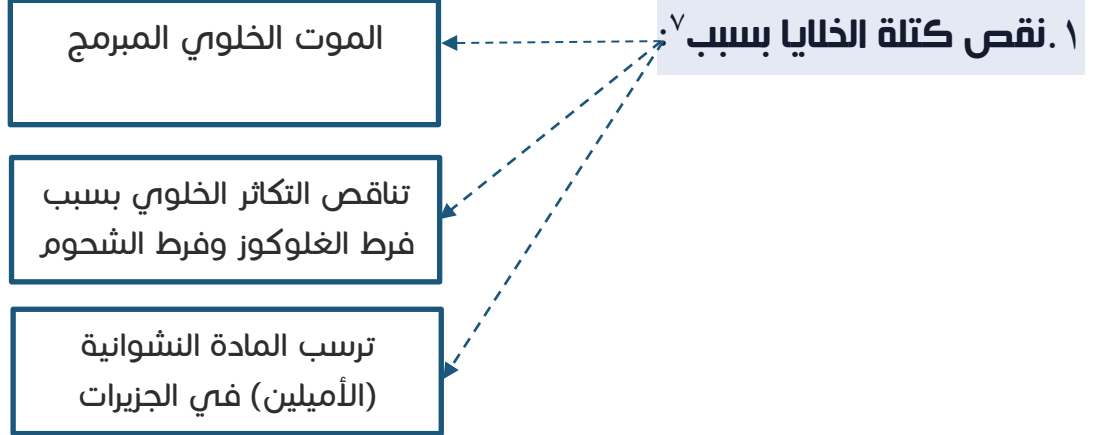 ١.نقص كتلة الخلايا بسبب٧:
الموت الخلوي المبرمج
تناقص التكاثر الخلوي بسبب
فرط الغلوكوز وفرط الشحوم
ترسب المادة النشوانية
(الأميلين) في الجزيرات